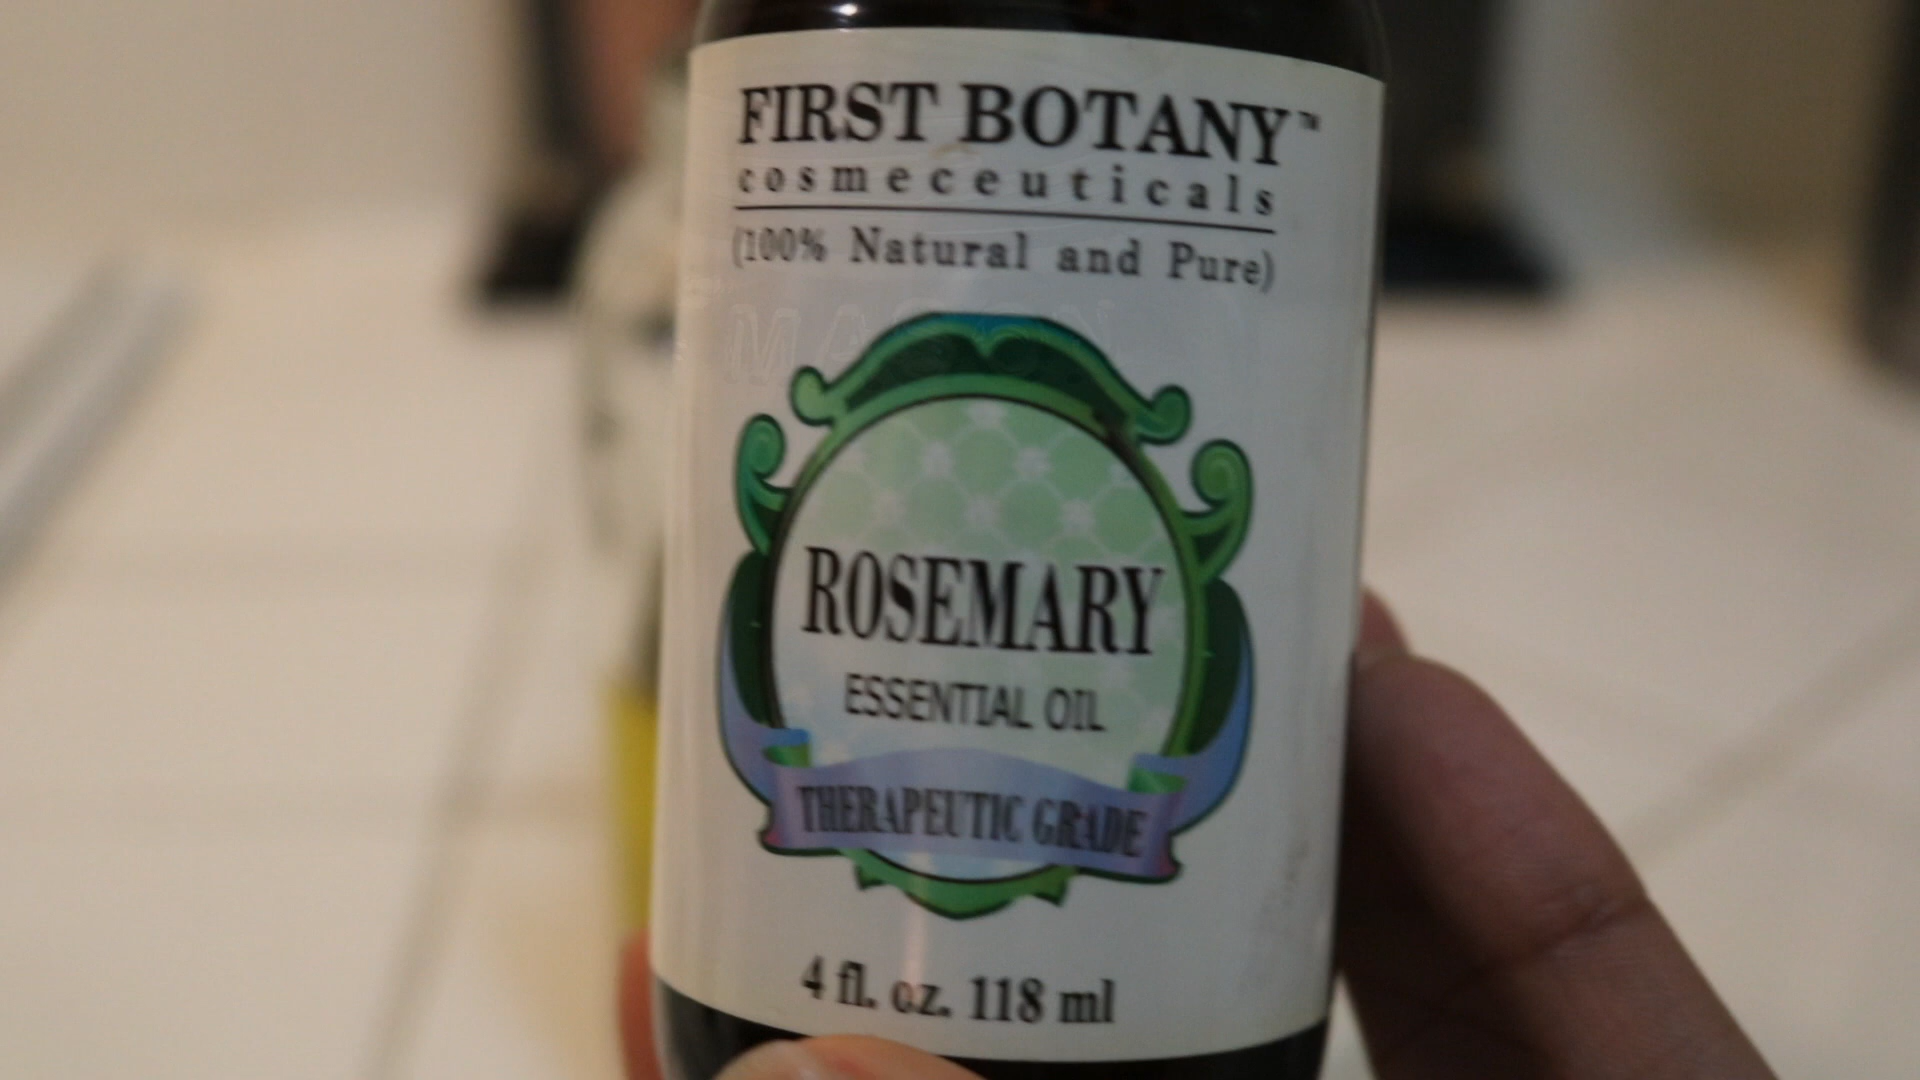 FIRST BOTANY™
cosmeceuticals
(100% Natural and Pure)
ROSEMARY
ESSENTIAL OIL
THERAPEUTIC GRADE
4 fl. oz. 118 ml